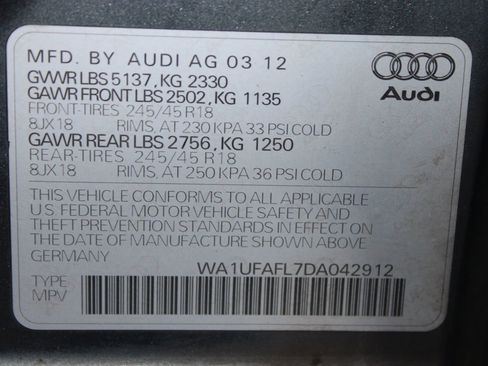 MFD. BY AUDI AG 03 12
GVWR LBS 5137, KG 2330
GAWR FRONT LBS 2502, KG 1135
FRONT-TIRES 245/45 R18
8JX18 RIMS, AT 230 KPA 33 PSI COLD
GAWR REAR LBS 2756, KG 1250
REAR-TIRES 245/45 R18
8JX18 RIMS, AT 250 KPA 36 PSI COLD
THIS VEHICLE CONFORMS TO ALL APPLICABLE
U S FEDERAL MOTOR VEHICLE SAFETY AND
THEFT PREVENTION STANDARDS IN EFFECT ON
THE DATE OF MANUFACTURE SHOWN ABOVE
GERMANY WA1UFAFL7DA042912
TYPE
MPV
Audi